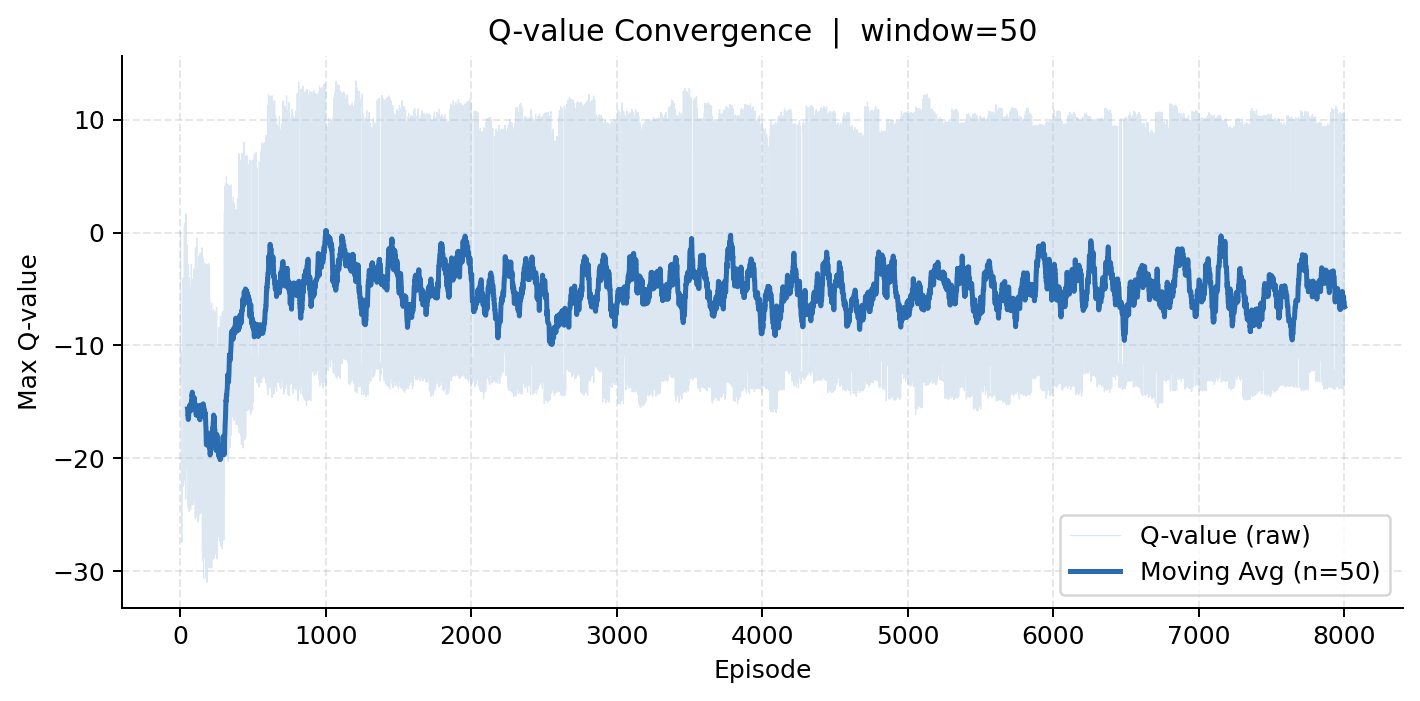 Q-value Convergence | window=50
Max Q-value
10
0
−10
−20
−30
Q-value (raw)
Moving Avg (n=50)
0 1000 2000 3000 4000 5000 6000 7000 8000
Episode